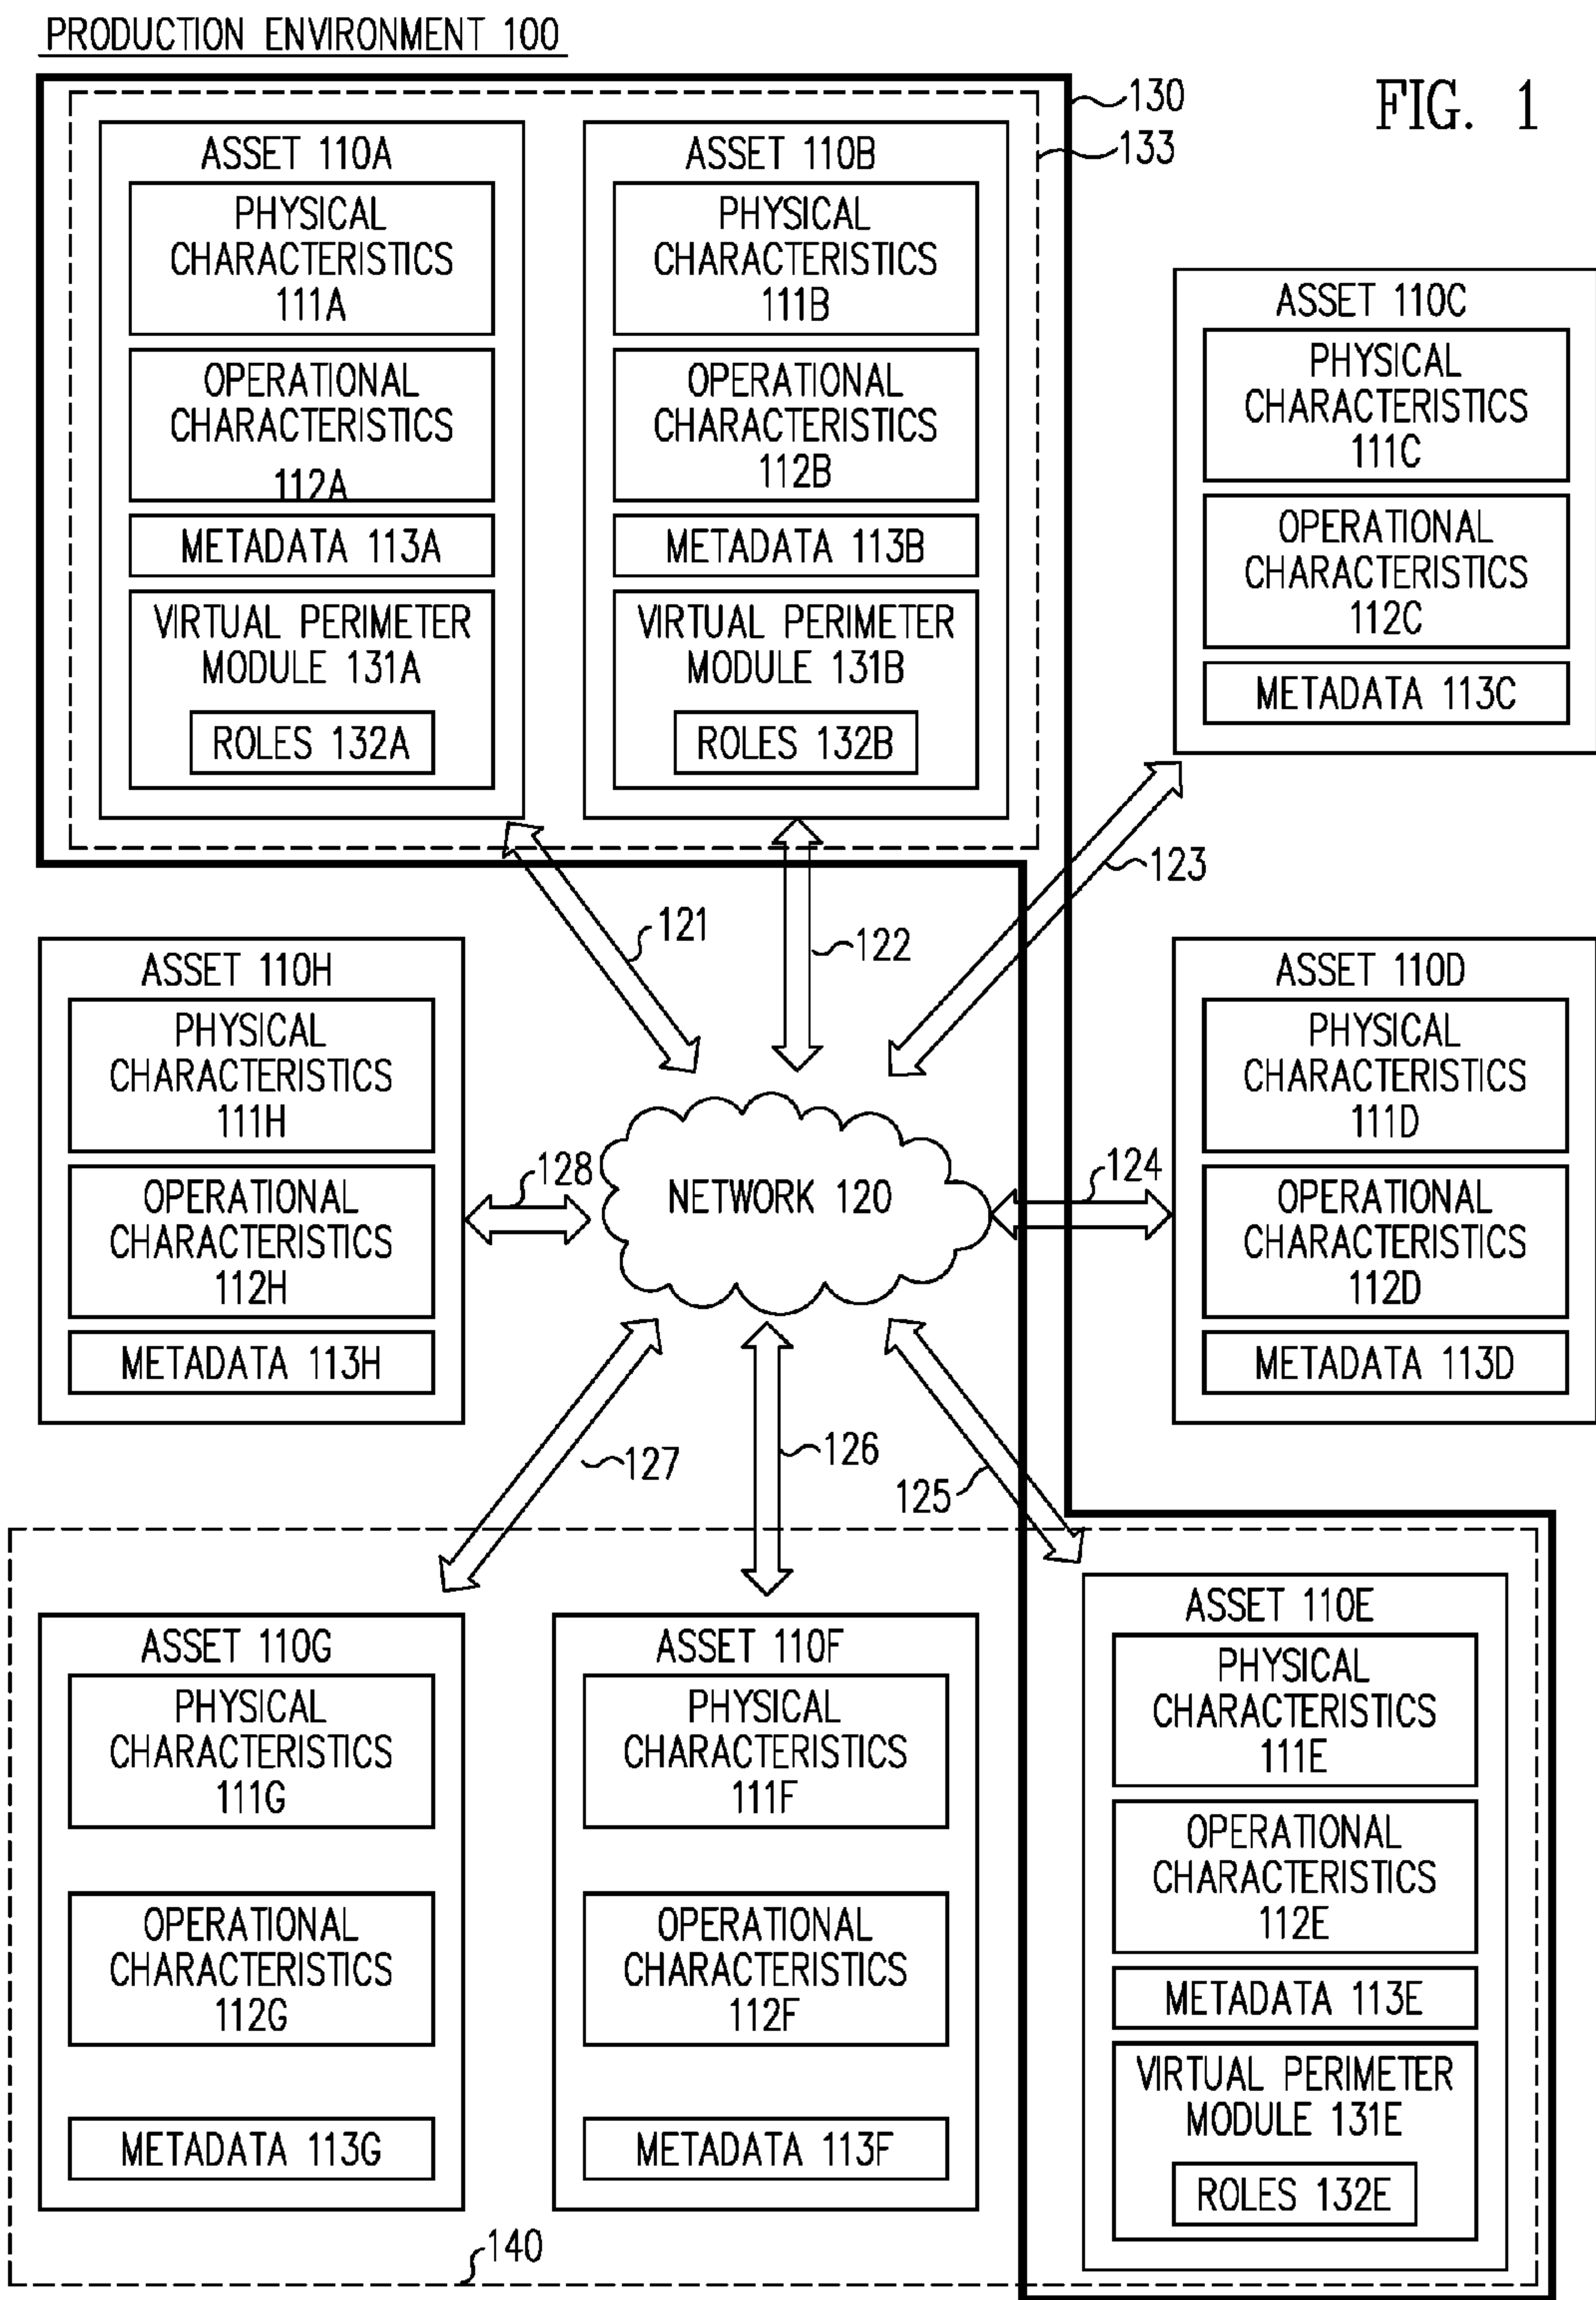 PRODUCTION ENVIRONMENT 100
FIG. 1
130
133
ASSET 110A
PHYSICAL
CHARACTERISTICS
111A
OPERATIONAL
CHARACTERISTICS
112A
METADATA 113A
VIRTUAL PERIMETER
MODULE 131A
ROLES 132A
ASSET 110B
PHYSICAL
CHARACTERISTICS
111B
OPERATIONAL
CHARACTERISTICS
112B
METADATA 113B
VIRTUAL PERIMETER
MODULE 131B
ROLES 132B
ASSET 110C
PHYSICAL
CHARACTERISTICS
111C
OPERATIONAL
CHARACTERISTICS
112C
METADATA 113C
121
122
123
ASSET 110H
PHYSICAL
CHARACTERISTICS
111H
OPERATIONAL
CHARACTERISTICS
112H
METADATA 113H
128
NETWORK 120
124
ASSET 110D
PHYSICAL
CHARACTERISTICS
111D
OPERATIONAL
CHARACTERISTICS
112D
METADATA 113D
127
126
125
ASSET 110G
PHYSICAL
CHARACTERISTICS
111G
OPERATIONAL
CHARACTERISTICS
112G
METADATA 113G
ASSET 110F
PHYSICAL
CHARACTERISTICS
111F
OPERATIONAL
CHARACTERISTICS
112F
METADATA 113F
ASSET 110E
PHYSICAL
CHARACTERISTICS
111E
OPERATIONAL
CHARACTERISTICS
112E
METADATA 113E
VIRTUAL PERIMETER
MODULE 131E
ROLES 132E
140